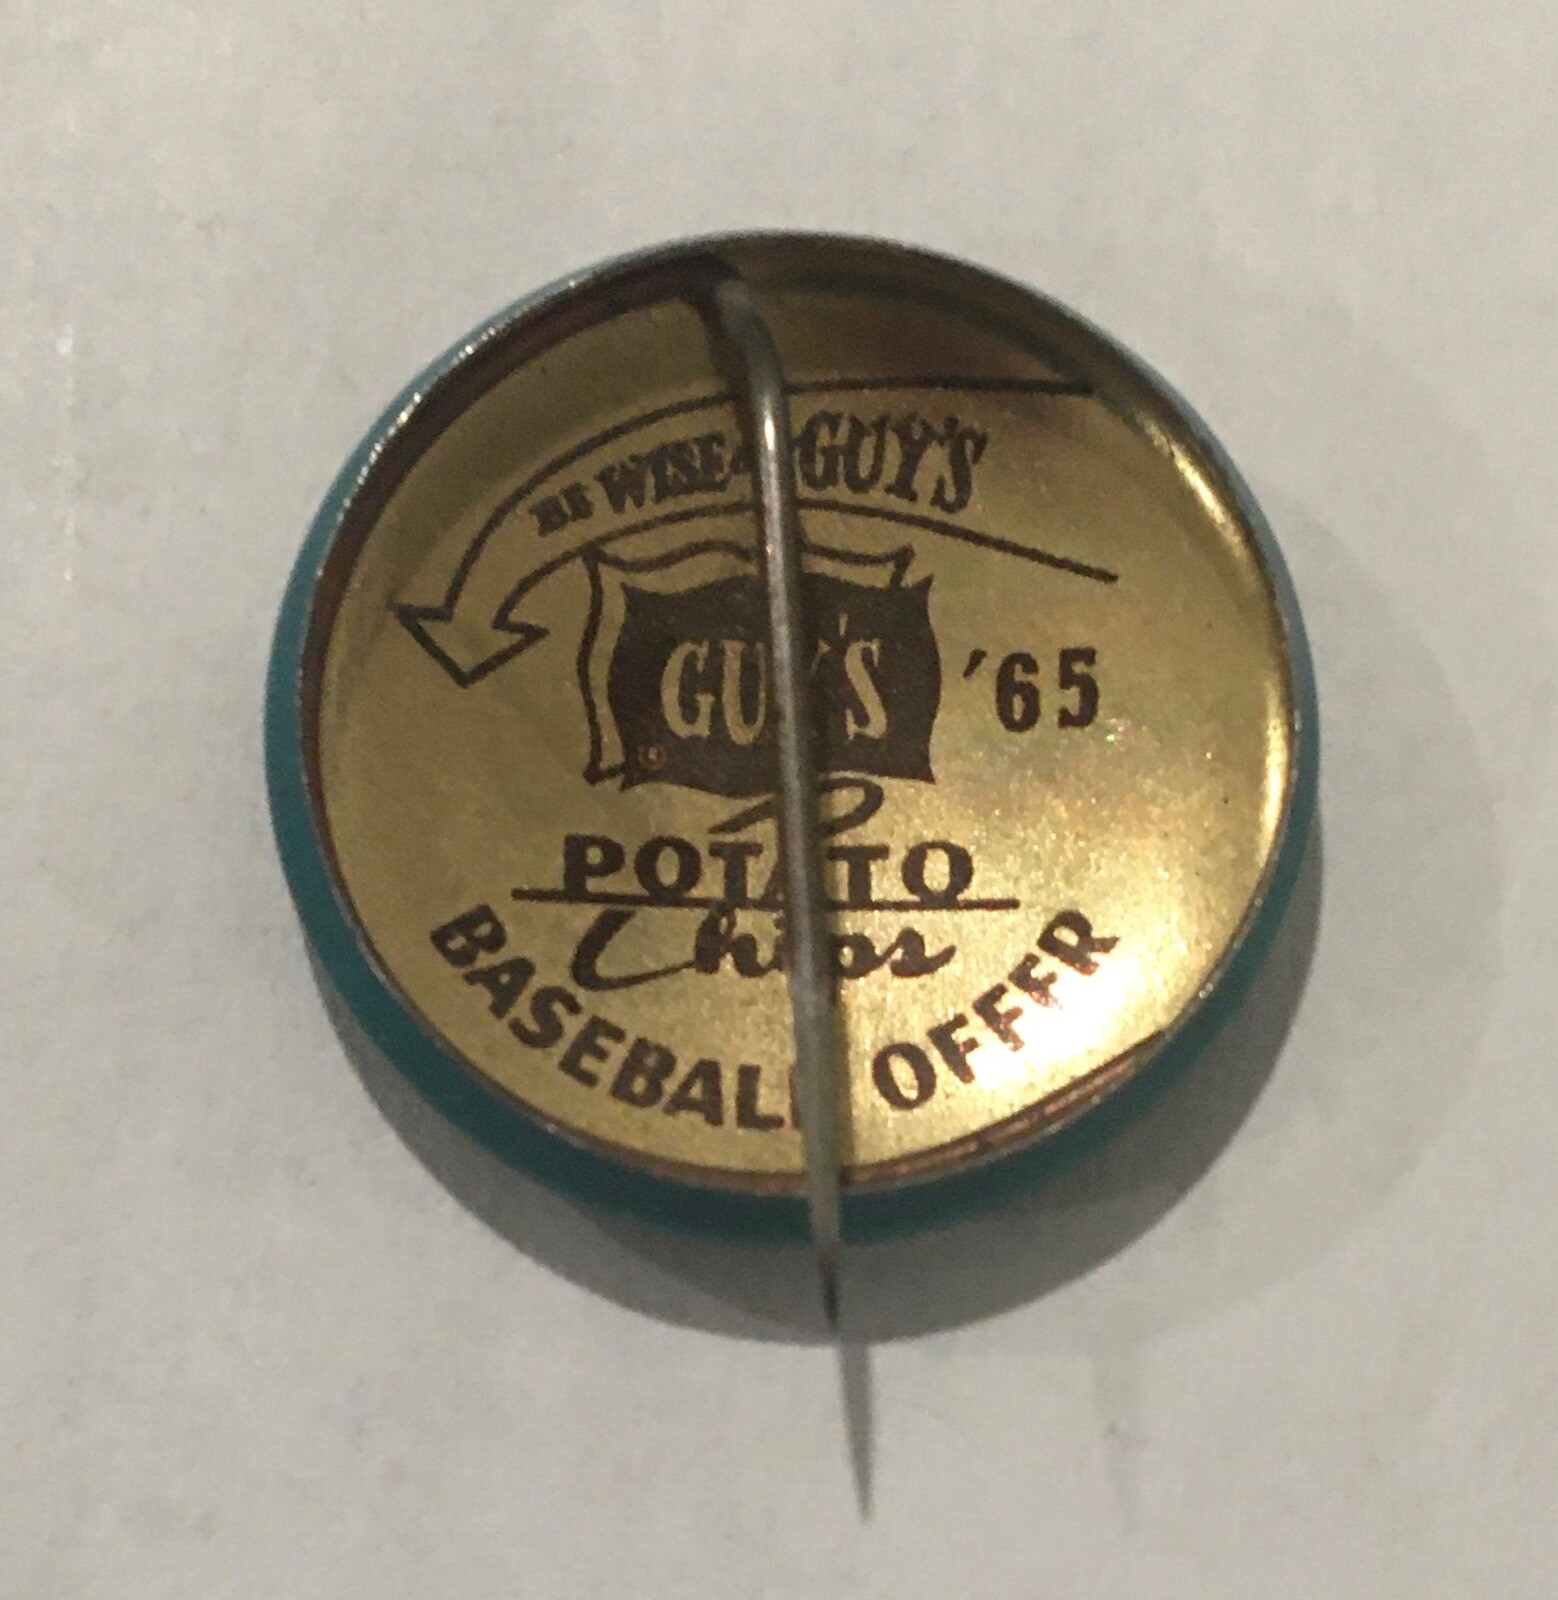 BE WISE- GUY'S
GUY'S
®
'65
POTATO
Chips
BASEBALL OFFER